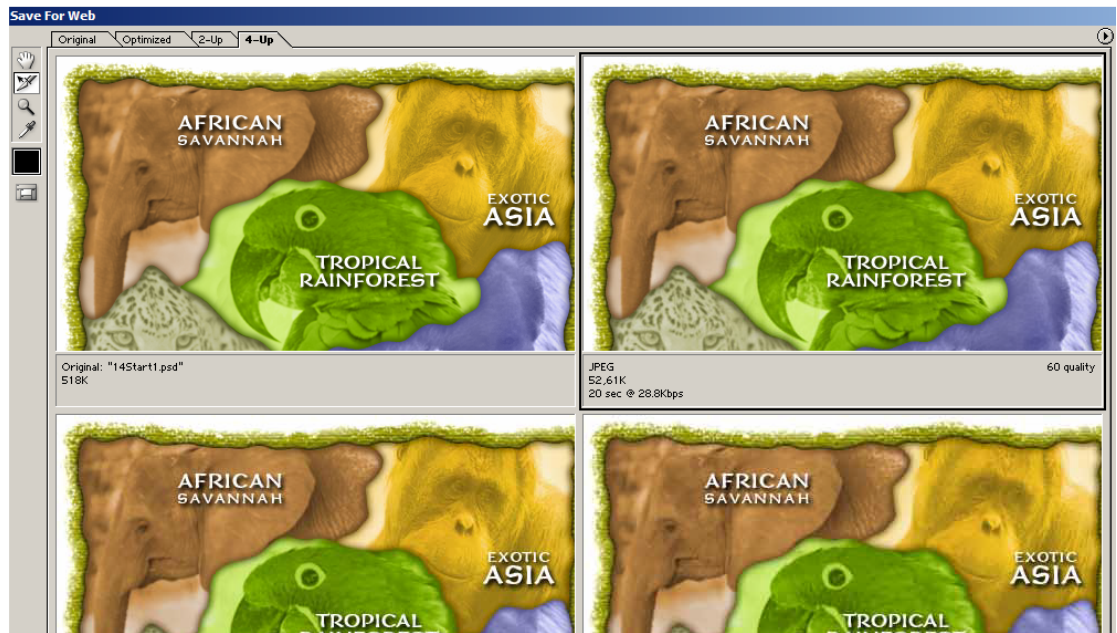 Save For Web
Original Optimized 2-Up 4-Up
AFRICAN
SAVANNAH
EXOTIC
ASIA
TROPICAL
RAINFOREST
Original: "14Start1.psd"
518K
AFRICAN
SAVANNAH
EXOTIC
ASIA
TROPICAL
RAINFOREST
JPEG 60 quality
52,61K
20 sec @ 28.8Kbps
AFRICAN
SAVANNAH
EXOTIC
ASIA
TROPICAL
AFRICAN
SAVANNAH
EXOTIC
ASIA
TROPICAL